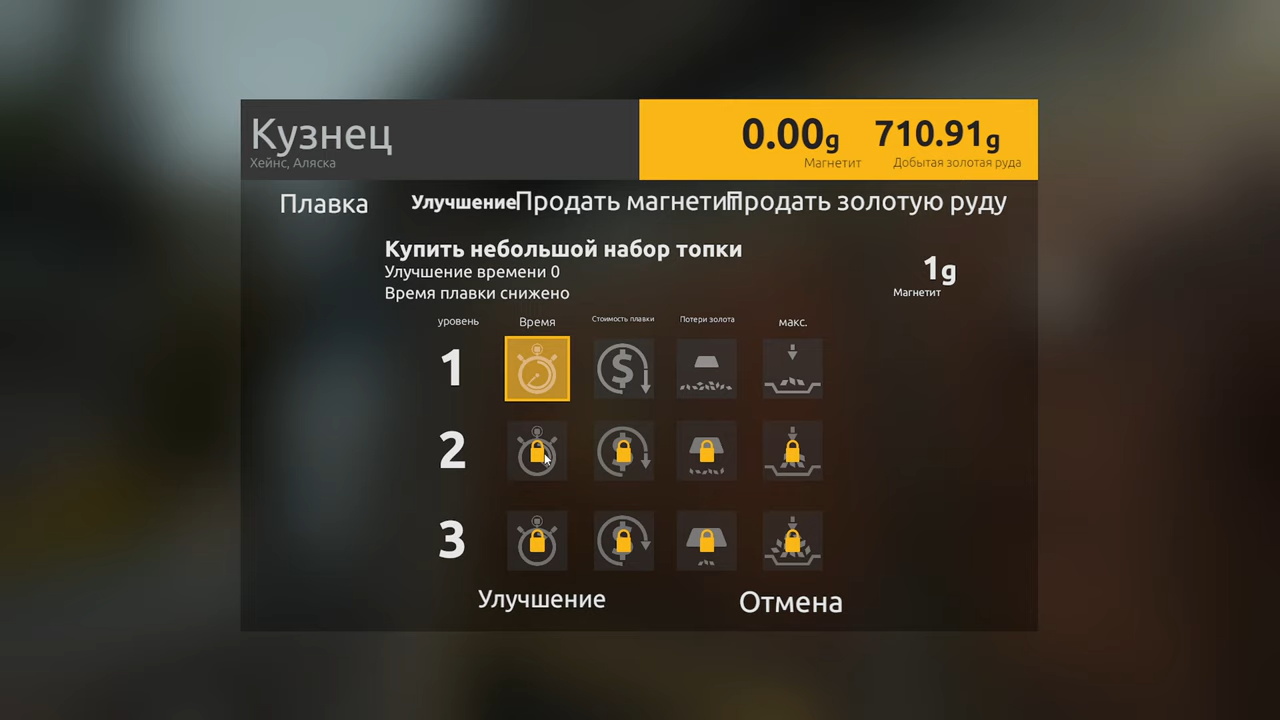 Кузнец
Хейнс, Аляска
0.00g
Магнетит
710.91g
Добытая золотая руда
Плавка
Улучшение
Продать магнетит
Продать золотую руду
Купить небольшой набор топки
Улучшение времени 0
Время плавки снижено
1g
Магнетит
уровень
Время
Стоимость плавки
Потери золота
макс.
1
2
3
Улучшение
Отмена